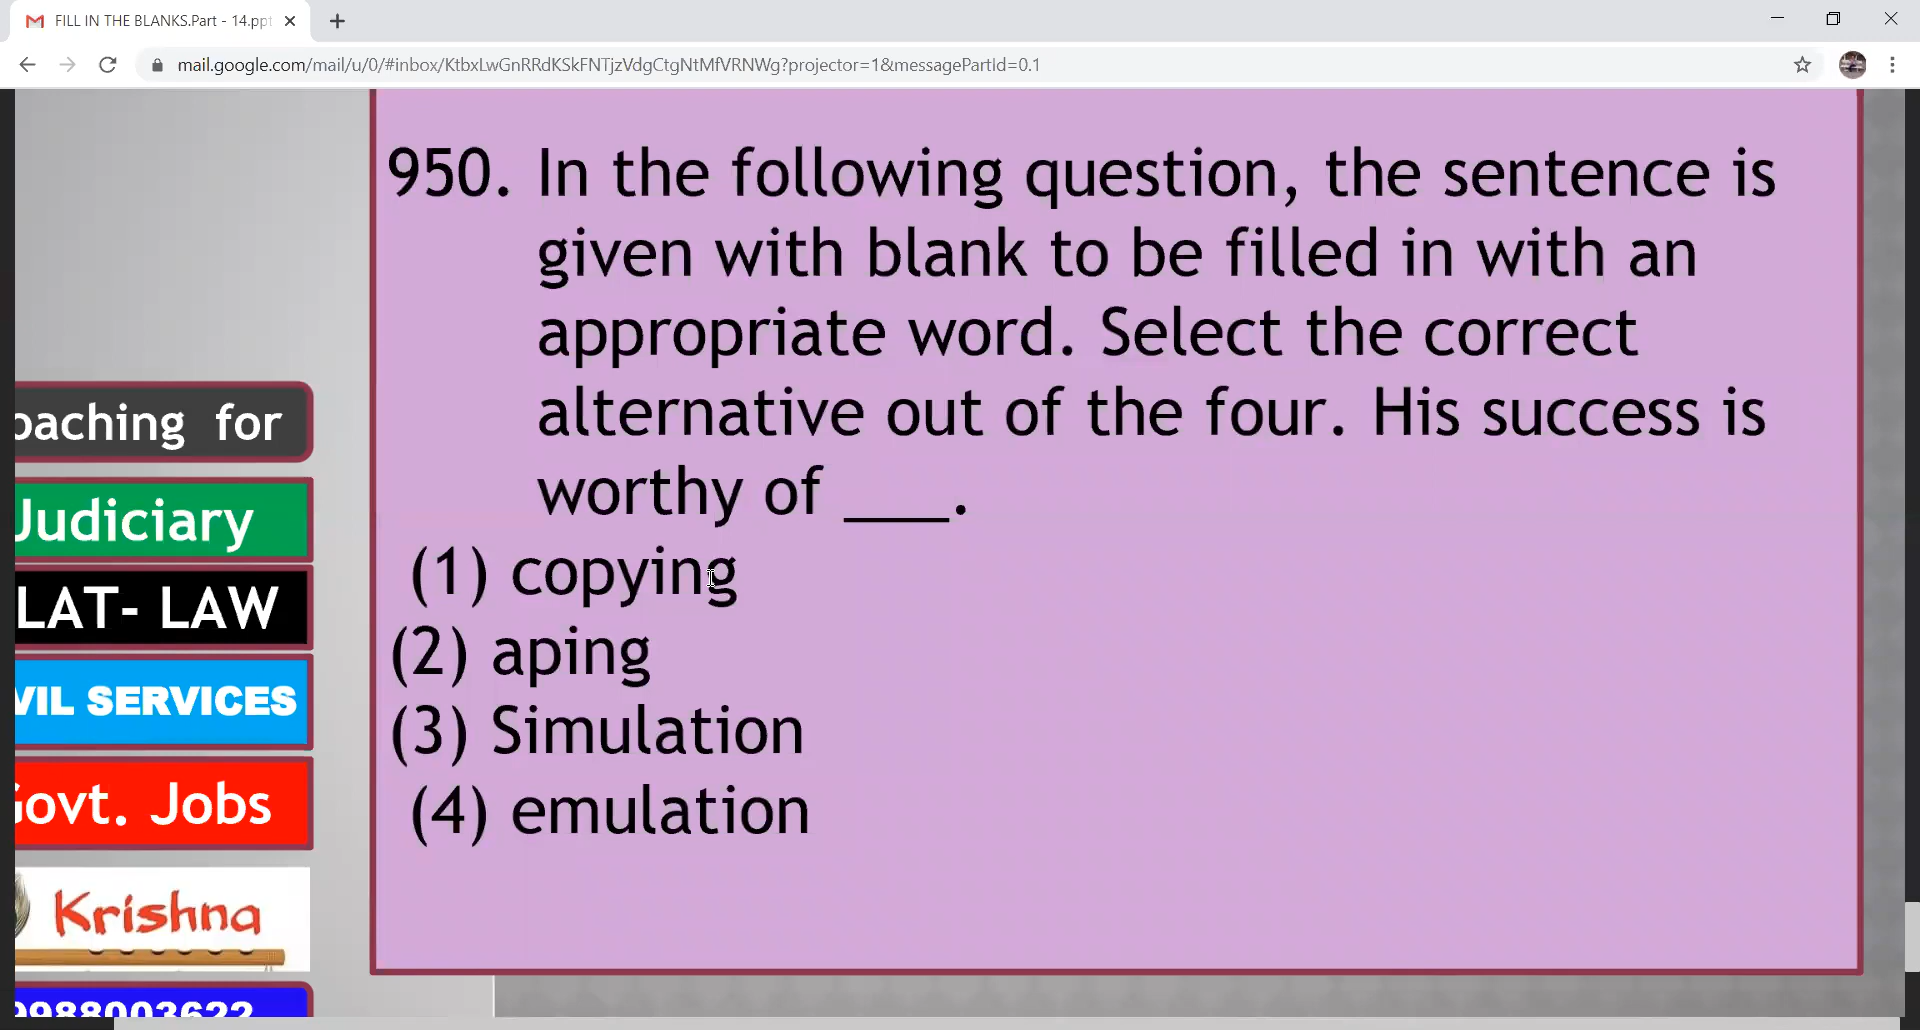 FILL IN THE BLANKS.Part - 14.ppt
mail.google.com/mail/u/0/#inbox/KtbxLwGnRRdKSkFNTjzVdgCtgNtMfVRNWg?projector=1&messagePartId=0.1
950. In the following question, the sentence is
given with blank to be filled in with an
appropriate word. Select the correct
alternative out of the four. His success is
worthy of ____.
(1) copying
(2) aping
(3) Simulation
(4) emulation
oaching for
Judiciary
LAT- LAW
VIL SERVICES
Govt. Jobs
Krishna
9988003622